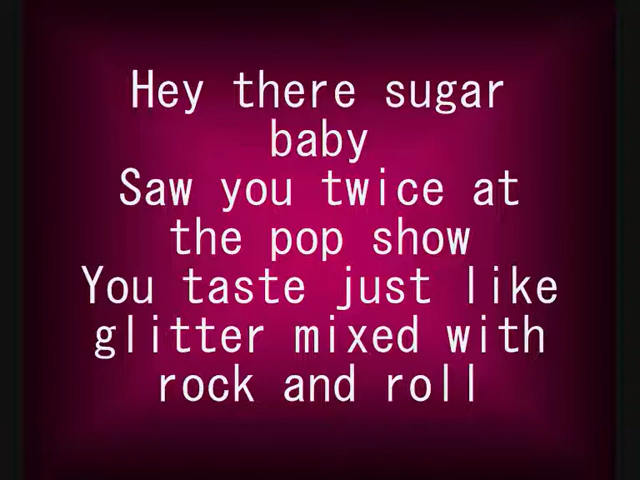 Hey there sugar
baby
Saw you twice at
the pop show
You taste just like
glitter mixed with
rock and roll